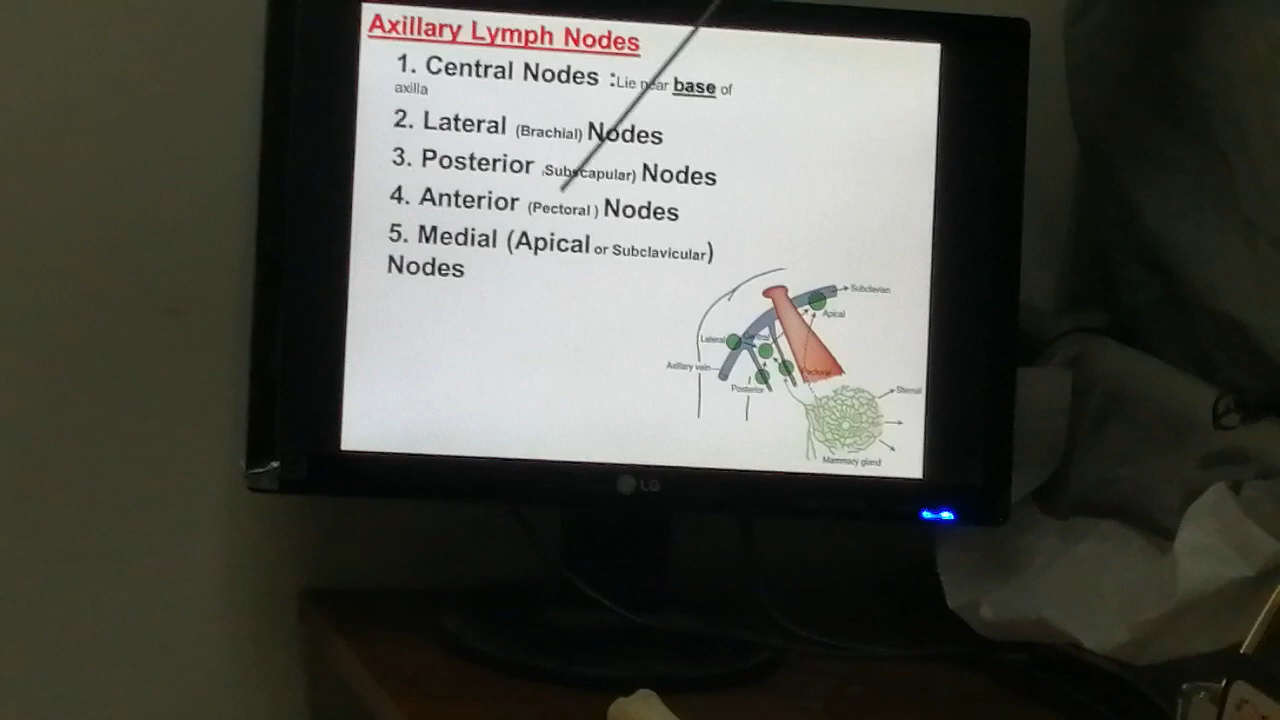 Axillary Lymph Nodes
1. Central Nodes :Lie near base of
axilla
2. Lateral (Brachial) Nodes
3. Posterior (Subscapular) Nodes
4. Anterior (Pectoral ) Nodes
5. Medial (Apical or Subclavicular)
Nodes
Subclavian
Apical
Lateral
Central
Axillary vein
Pectoral
Posterior
Sternal
Mammary gland
LG